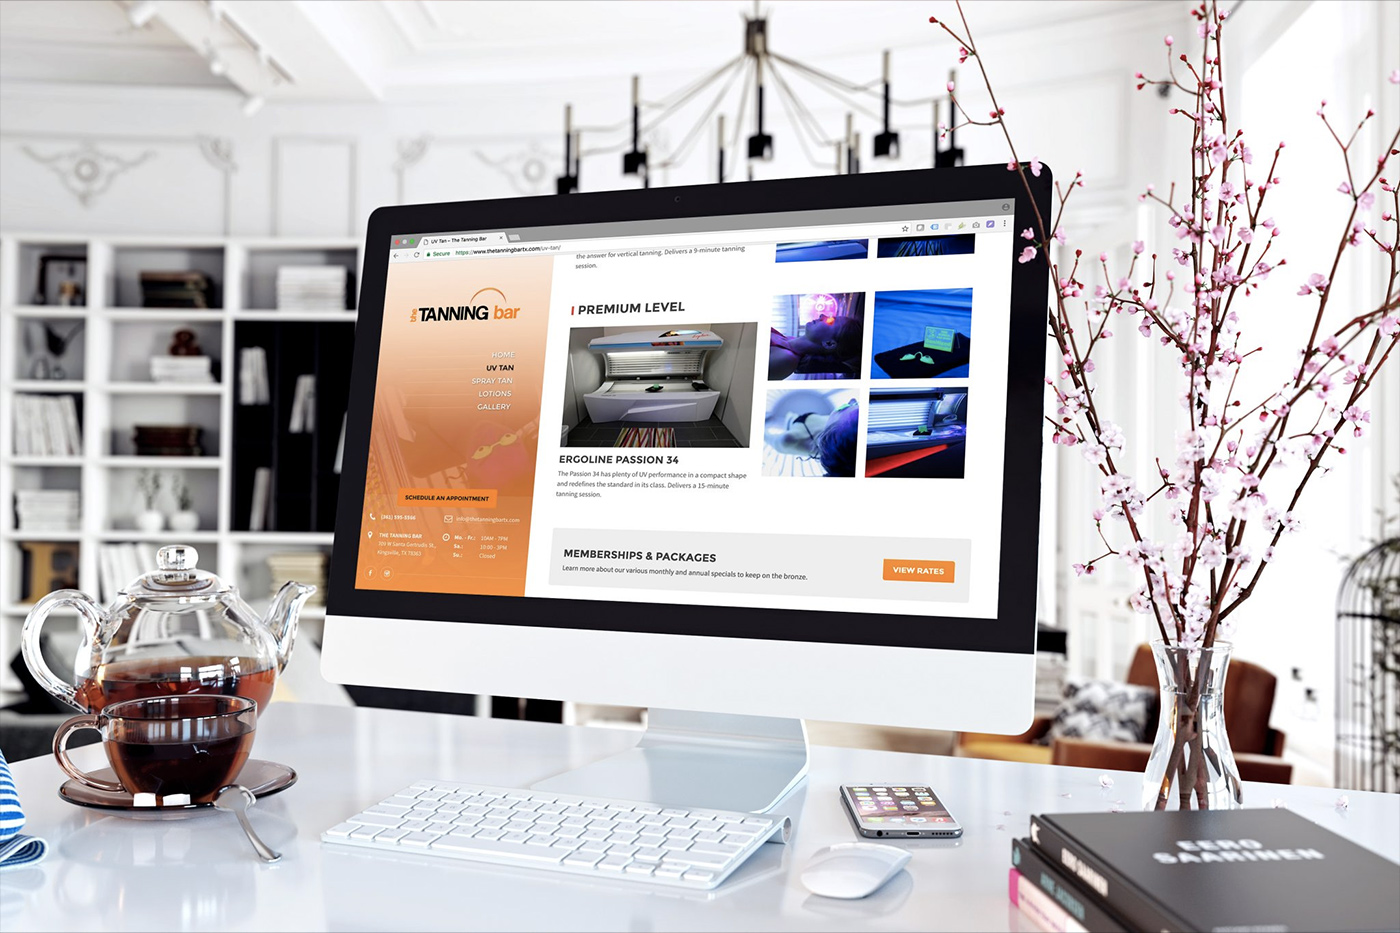 UV Tan – The Tanning Bar
Secure
https://www.thetanningbartx.com/uv-tan/
the TANNING bar
HOME
UV TAN
SPRAY TAN
LOTIONS
GALLERY
SCHEDULE AN APPOINTMENT
(361) 595-5500
info@thetanningbartx.com
THE TANNING BAR
Kingsville, TX 78363
Mo. - Fr.: 10AM - 7PM
Sa.: 10:00 - 3PM
Su.: Closed
the answer for vertical tanning. Delivers a 9-minute tanning
session.
PREMIUM LEVEL
ERGOLINE PASSION 34
The Passion 34 has plenty of UV performance in a compact shape
and redefines the standard in its class. Delivers a 15-minute
tanning session.
MEMBERSHIPS & PACKAGES
Learn more about our various monthly and annual specials to keep on the bronze.
VIEW RATES
EERO
SAARINEN
EERO SAARINEN
ARNE JACOBSEN